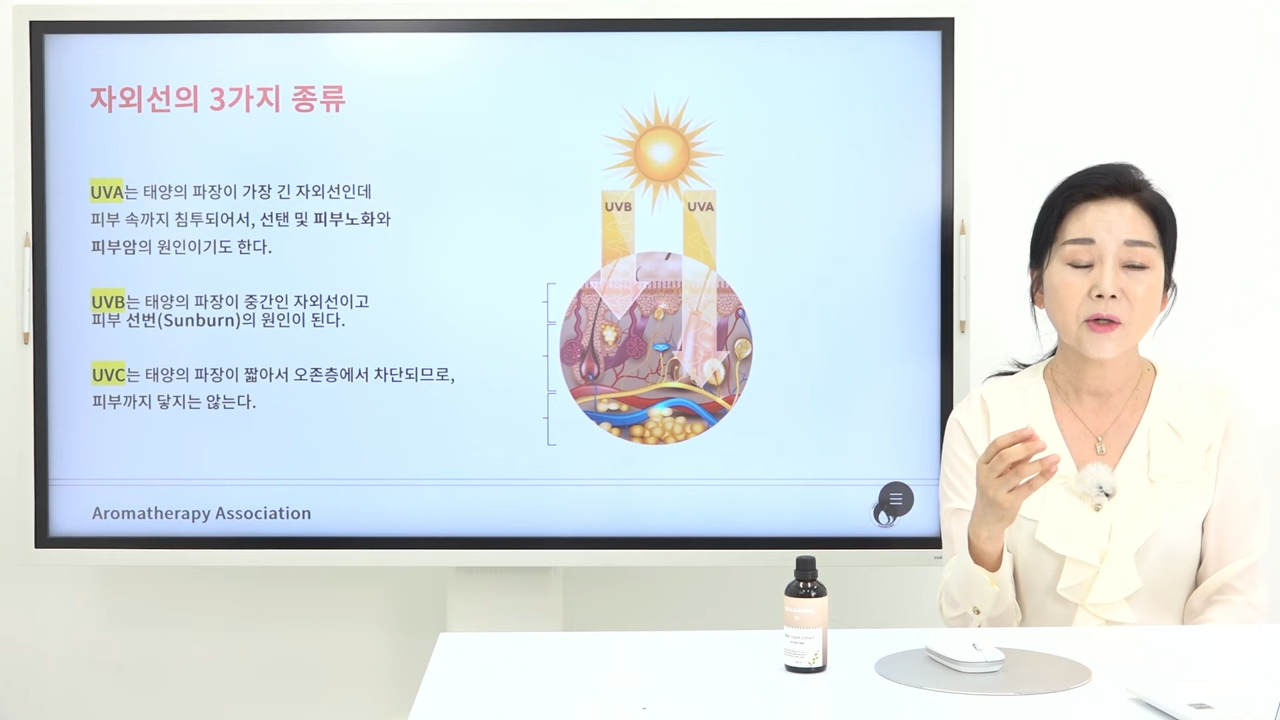 자외선의 3가지 종류
UVA는 태양의 파장이 가장 긴 자외선인데
피부 속까지 침투되어서, 선탠 및 피부노화와
피부암의 원인이기도 한다.
UVB는 태양의 파장이 중간인 자외선이고
피부 선번(Sunburn)의 원인이 된다.
UVC는 태양의 파장이 짧아서 오존층에서 차단되므로,
피부까지 닿지는 않는다.
UVB
UVA
Aromatherapy Association